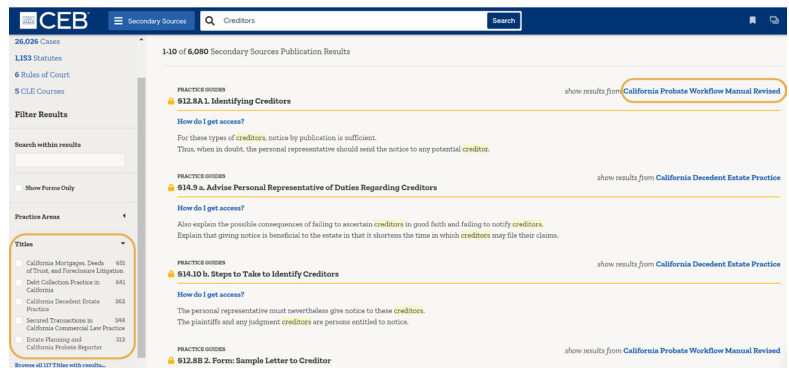 CEB
Secondary Sources
Creditors
Search
26,026 Cases
1,153 Statutes
6 Rules of Court
5 CLE Courses
Filter Results
Search within results
Show Forms Only
Practice Areas
Titles
California Mortgages, Deeds 651
of Trust, and Foreclosure Litigation
Debt Collection Practice in 641
California
California Decedent Estate 362
Practice
Secured Transactions in 344
California Commercial Law Practice
Estate Planning and 312
California Probate Reporter
Browse all 117 Titles with results...
1-10 of 6,080 Secondary Sources Publication Results
PRACTICE GUIDES
show results from California Probate Workflow Manual Revised
§12.8A 1. Identifying Creditors
How do I get access?
For these types of creditors, notice by publication is sufficient.
Thus, when in doubt, the personal representative should send the notice to any potential creditor.
PRACTICE GUIDES
show results from California Decedent Estate Practice
§14.9 a. Advise Personal Representative of Duties Regarding Creditors
How do I get access?
Also explain the possible consequences of failing to ascertain creditors in good faith and failing to notify creditors.
Explain that giving notice is beneficial to the estate in that it shortens the time in which creditors may file their claims.
PRACTICE GUIDES
show results from California Decedent Estate Practice
§14.10 b. Steps to Take to Identify Creditors
How do I get access?
The personal representative must nevertheless give notice to these creditors.
The plaintiffs and any judgment creditors are persons entitled to notice.
PRACTICE GUIDES
show results from California Probate Workflow Manual Revised
§12.8B 2. Form: Sample Letter to Creditor